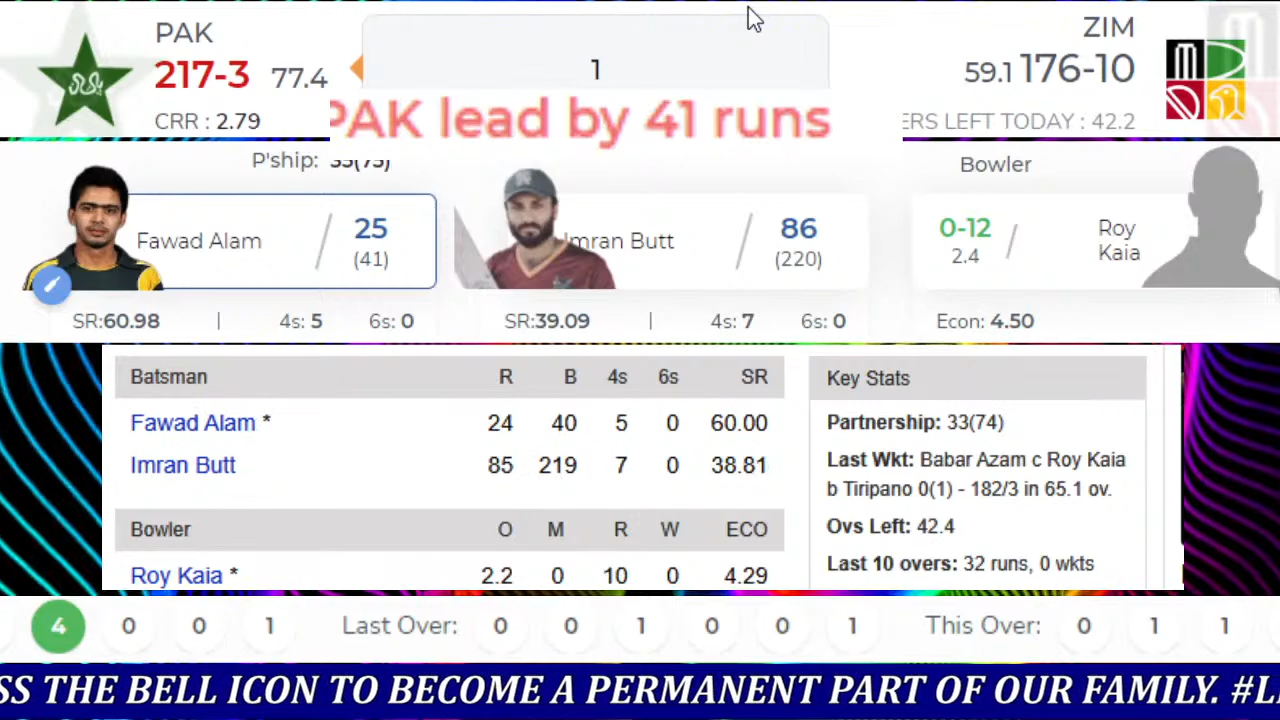 PAK
217-3 77.4
CRR : 2.79
1
PAK lead by 41 runs
ZIM
59.1 176-10
ERS LEFT TODAY : 42.2
P'ship: 35(75)
Bowler
Fawad Alam
25
(41)
Imran Butt
86
(220)
0-12
2.4
Roy
Kaia
SR:60.98 | 4s: 5 6s: 0
SR:39.09 | 4s: 7 6s: 0
Econ: 4.50
Batsman R B 4s 6s SR
Fawad Alam * 24 40 5 0 60.00
Imran Butt 85 219 7 0 38.81
Bowler O M R W ECO
Roy Kaia * 2.2 0 10 0 4.29
Key Stats
Partnership: 33(74)
Last Wkt: Babar Azam c Roy Kaia
b Tiripano 0(1) - 182/3 in 65.1 ov.
Ovs Left: 42.4
Last 10 overs: 32 runs, 0 wkts
4 0 0 1 Last Over: 0 0 1 0 0 1 This Over: 0 1 1
SS THE BELL ICON TO BECOME A PERMANENT PART OF OUR FAMILY. #L